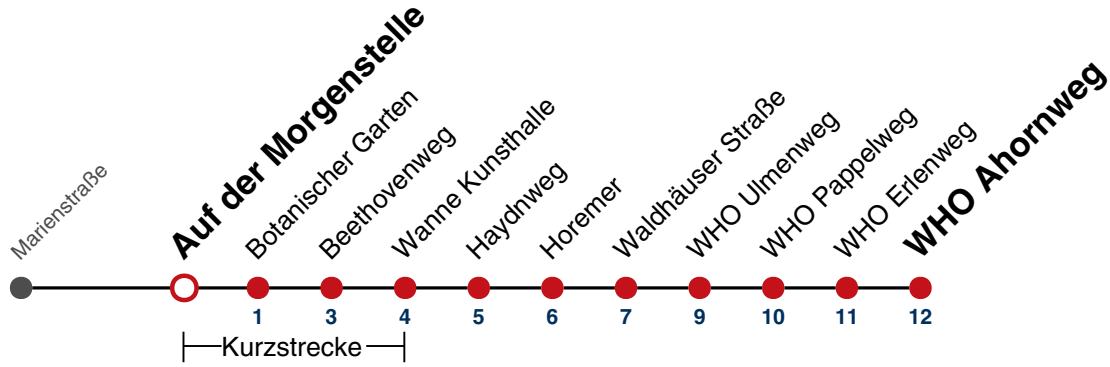 Marienstraße
Auf der Morgenstelle
Botanischer Garten
Beethovenweg
Wanne Kunsthalle
Haydnweg
Horemer
Waldhäuser Straße
WHO Ulmenweg
WHO Pappelweg
WHO Erlenweg
WHO Ahornweg
1 3 4 5 6 7 9 10 11 12
Kurzstrecke